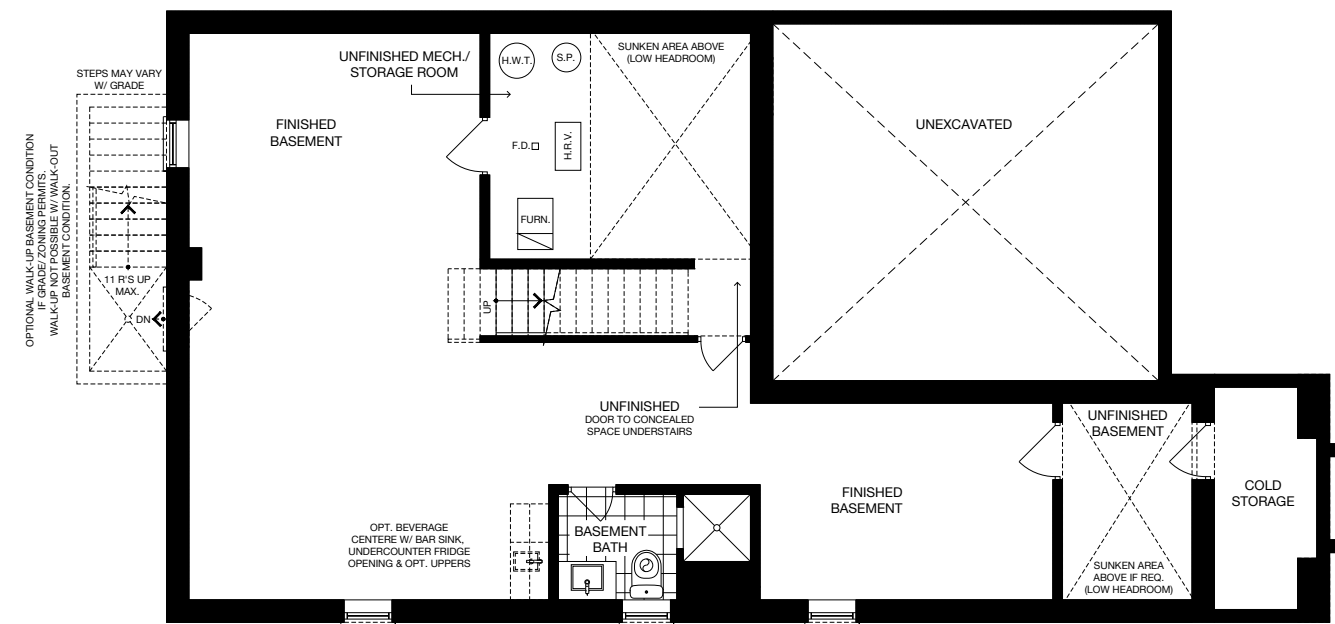 STEPS MAY VARY
W/ GRADE
OPTIONAL WALK-UP BASEMENT CONDITION
IF GRADE/ ZONING PERMITS.
WALK-UP NOT POSSIBLE W/ WALK-OUT
BASEMENT CONDITION.
11 R'S UP
MAX.
DN
FINISHED
BASEMENT
UNFINISHED MECH./
STORAGE ROOM
H.W.T.
S.P.
SUNKEN AREA ABOVE
(LOW HEADROOM)
F.D.
H.R.V.
FURN.
UNEXCAVATED
UP
UNFINISHED
DOOR TO CONCEALED
SPACE UNDERSTAIRS
OPT. BEVERAGE
CENTERE W/ BAR SINK,
UNDERCOUNTER FRIDGE
OPENING & OPT. UPPERS
BASEMENT
BATH
FINISHED
BASEMENT
UNFINISHED
BASEMENT
SUNKEN AREA
ABOVE IF REQ.
(LOW HEADROOM)
COLD
STORAGE